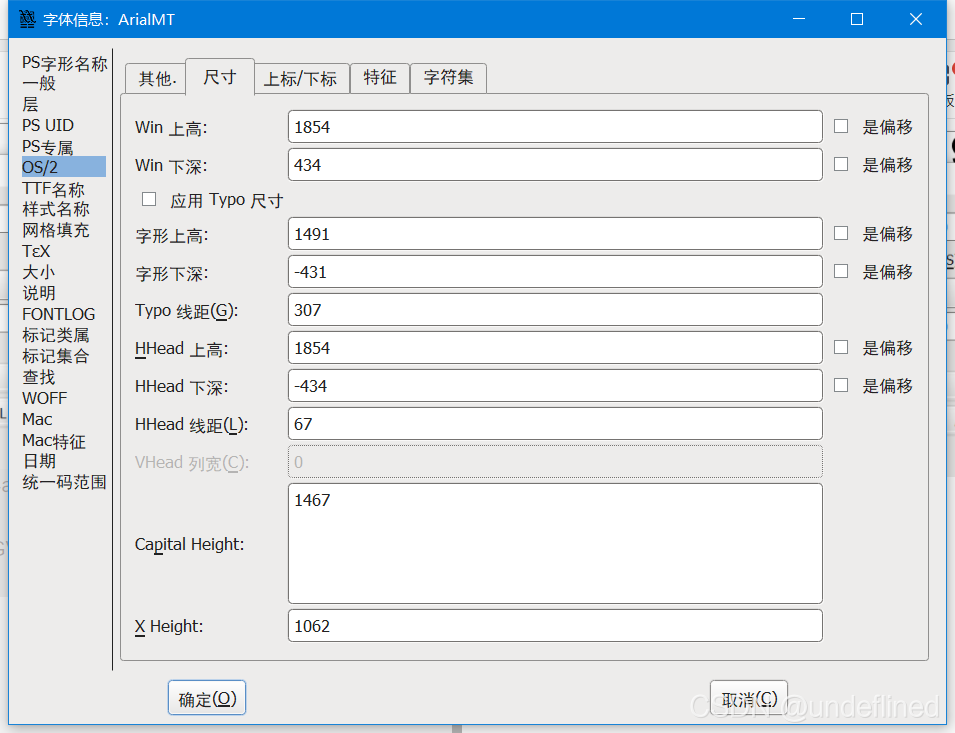 字体信息：ArialMT
PS字形名称
一般
层
PS UID
PS专属
OS/2
TTF名称
样式名称
网格填充
ΤεΧ
大小
说明
FONTLOG
标记类属
标记集合
查找
WOFF
Mac
Mac特征
日期
统一码范围
其他.
尺寸
上标/下标
特征
字符集
Win 上高: 1854 是偏移
Win 下深: 434 是偏移
应用 Typo 尺寸
字形上高: 1491 是偏移
字形下深: -431 是偏移
Typo 线距(G): 307
HHead 上高: 1854 是偏移
HHead 下深: -434 是偏移
HHead 线距(L): 67
VHead 列宽(C): 0
Capital Height: 1467
X Height: 1062
确定(O)
取消(C)
CSDN @undeflined